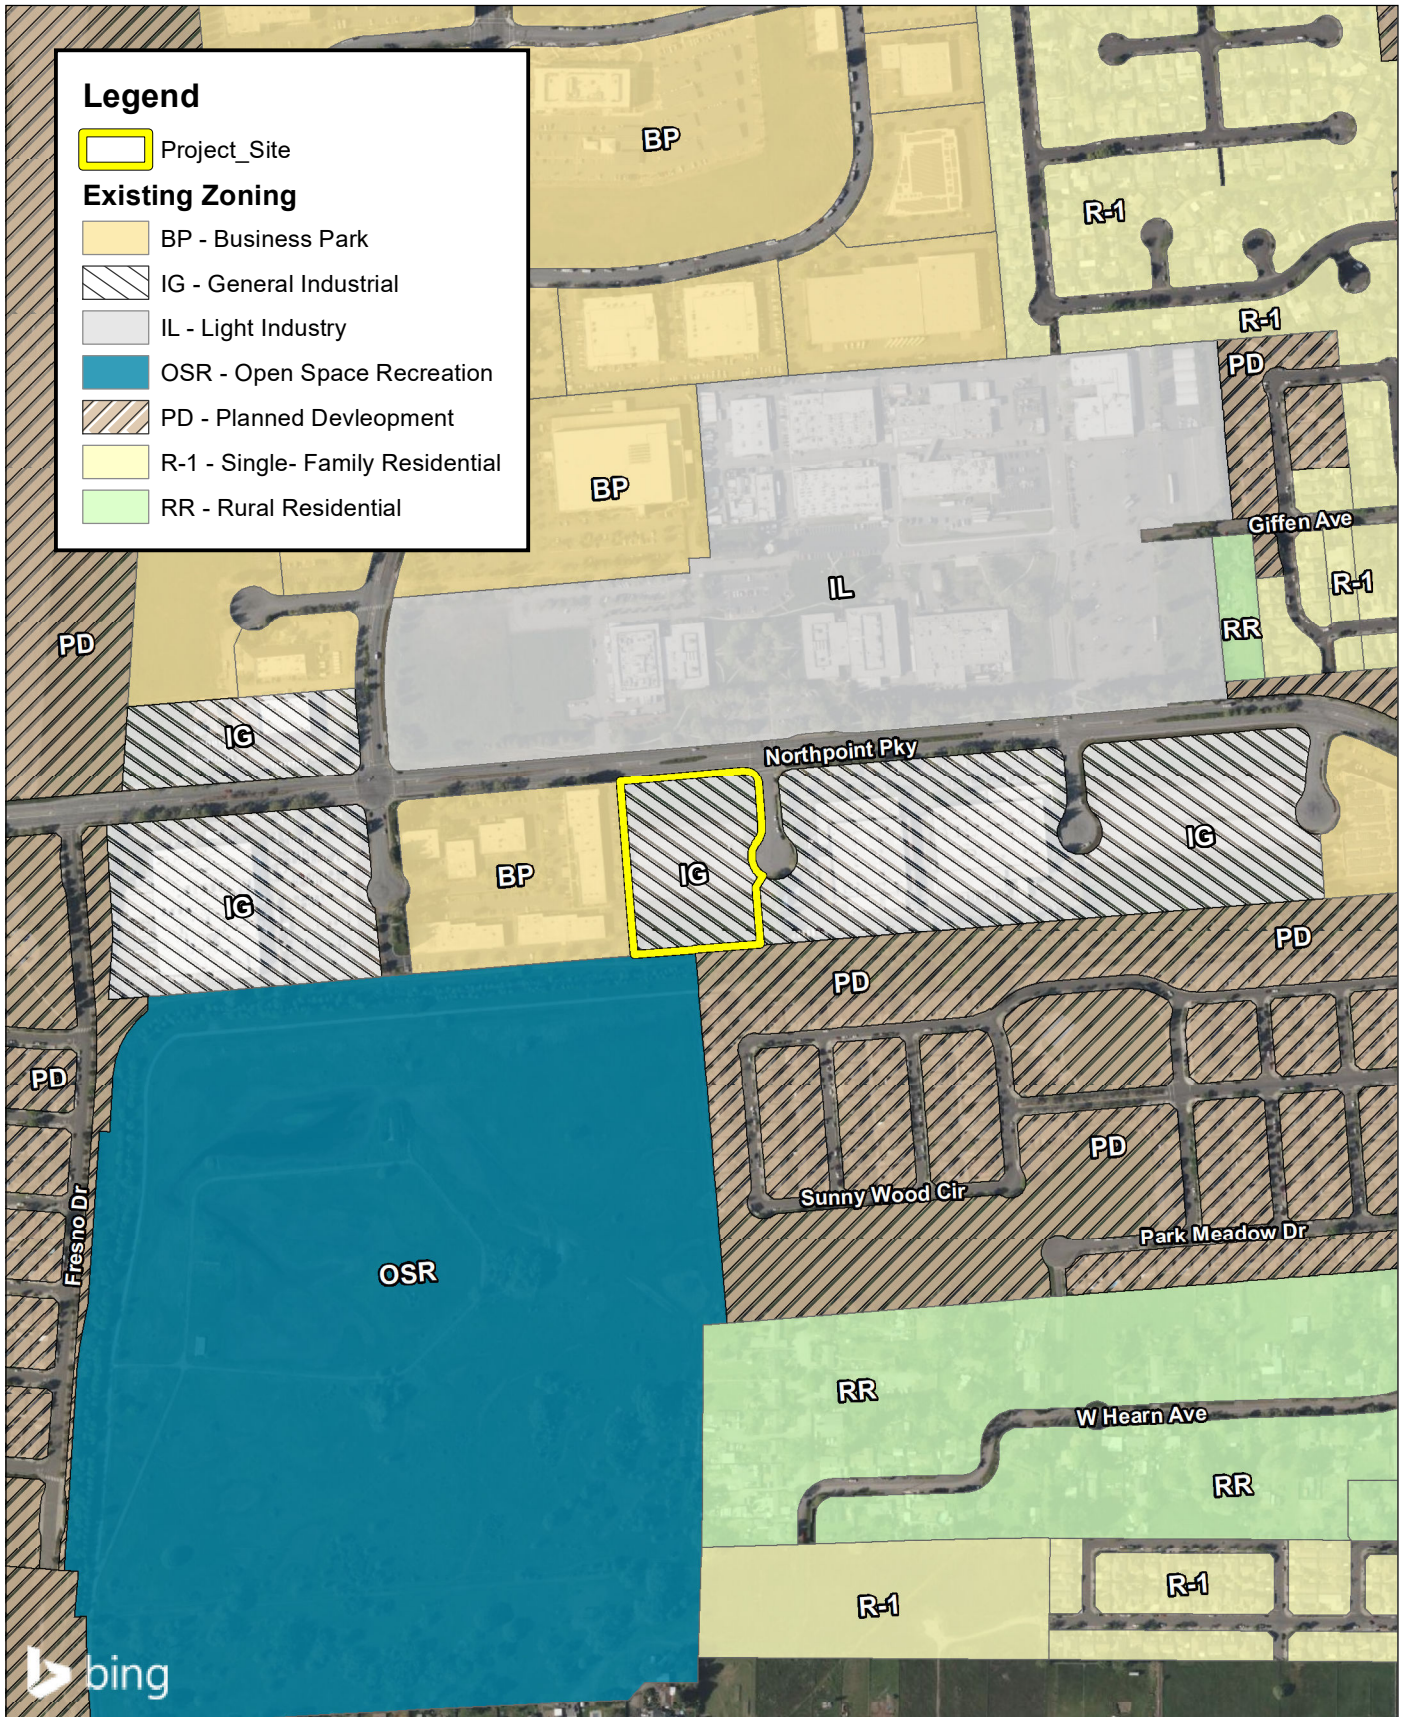 Legend
Project_Site
Existing Zoning
BP - Business Park
IG - General Industrial
IL - Light Industry
OSR - Open Space Recreation
PD - Planned Devleopment
R-1 - Single- Family Residential
RR - Rural Residential
BP
R-1
R-1
PD
BP
Giffen Ave
IL
R-1
RR
PD
IG
Northpoint Pky
IG
BP
IG
IG
PD
PD
PD
PD
Sunny Wood Cir
Fresno Dr
Park Meadow Dr
OSR
RR
W Hearn Ave
RR
R-1
R-1
bing